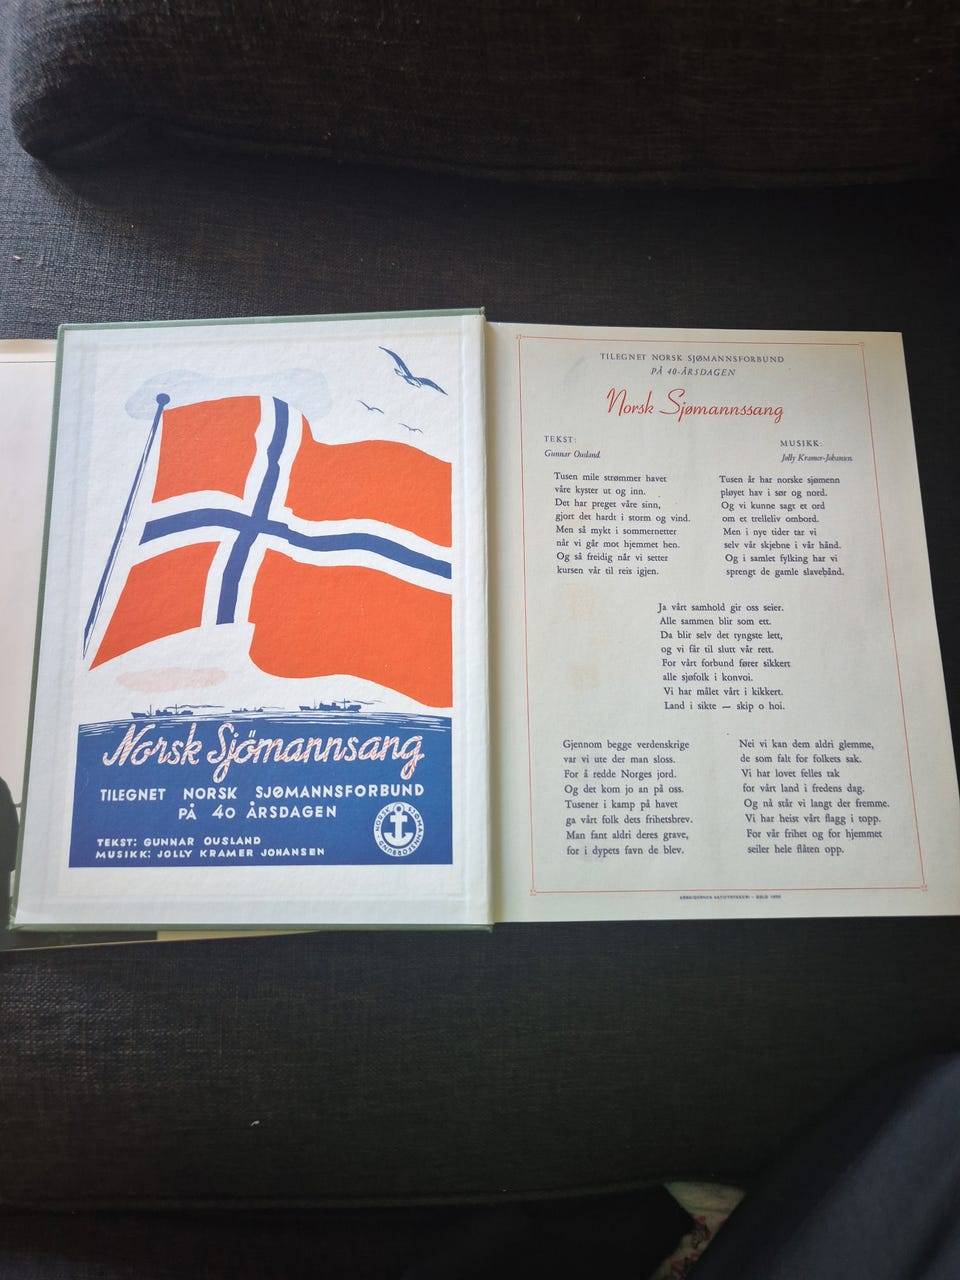 Norsk Sjömannsang
TILEGNET NORSK SJØMANNSFORBUND
PÅ 40 ÅRSDAGEN
TEKST: GUNNAR OUSLAND
MUSIKK: JOLLY KRAMER JOHANSEN
NORSK SJØMANNSFORBUND
TILEGNET NORSK SJØMANNSFORBUND
PÅ 40-ÅRSDAGEN
Norsk Sjømannssang
TEKST:
Gunnar Ousland
MUSIKK:
Jolly Kramer-Johansen
Tusen mile strømmer havet
våre kyster ut og inn.
Det har preget våre sinn,
gjort det hardt i storm og vind.
Men så mykt i sommernetter
når vi går mot hjemmet hen.
Og så freidig når vi setter
kursen vår til reis igjen.
Tusen år har norske sjømenn
pløyet hav i sør og nord.
Og vi kunne sagt et ord
om et trelleliv ombord.
Men i nye tider tar vi
selv vår skjebne i vår hånd.
Og i samlet fylking har vi
sprengt de gamle slavebånd.
Ja vårt samhold gir oss seier.
Alle sammen blir som ett.
Da blir selv det tyngste lett,
og vi får til slutt vår rett.
For vårt forbund fører sikkert
alle sjøfolk i konvoi.
Vi har målet vårt i kikkert.
Land i sikte — skip o hoi.
Gjennom begge verdenskrige
var vi ute der man sloss.
For å redde Norges jord.
Og det kom jo an på oss.
Tusener i kamp på havet
ga vårt folk dets frihetsbrev.
Man fant aldri deres grave,
for i dypets favn de blev.
Nei vi kan dem aldri glemme,
de som falt for folkets sak.
Vi har lovet felles tak
for vårt land i fredens dag.
Og nå står vi langt der fremme.
Vi har heist vårt flagg i topp.
For vår frihet og for hjemmet
seiler hele flåten opp.
ARBEIDERNES AKTIETRYKKERI — OSLO 1950